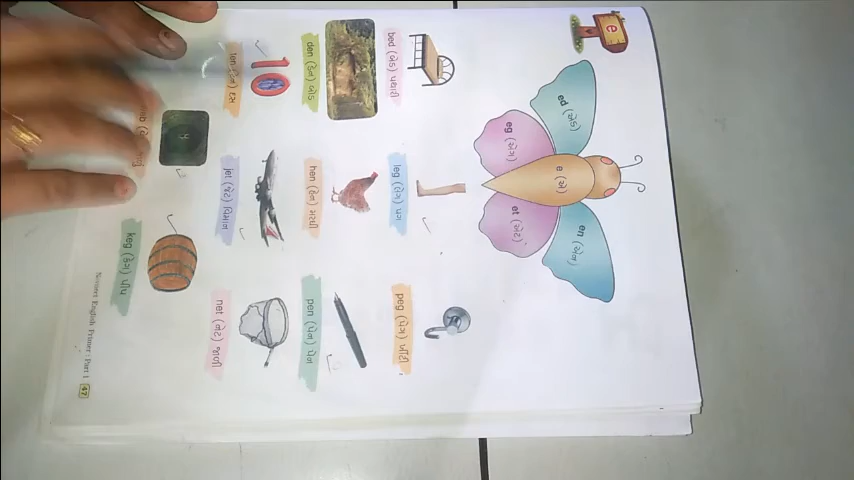 e
ed (એડ)
en (એન)
eg (એગ)
e (એ)
et (એટ)
bed (બેડ) પથારી
leg (લેગ) પગ
peg (પેગ) ખીંટી
den (ડેન) બોડ
hen (હેન) મરઘી
pen (પેન) પેન
ten (ટેન) દસ
jet (જેટ) વિમાન
net (નેટ) જાળી
keg (કેગ) પીપ
Navneet English Primer : Part 1
47